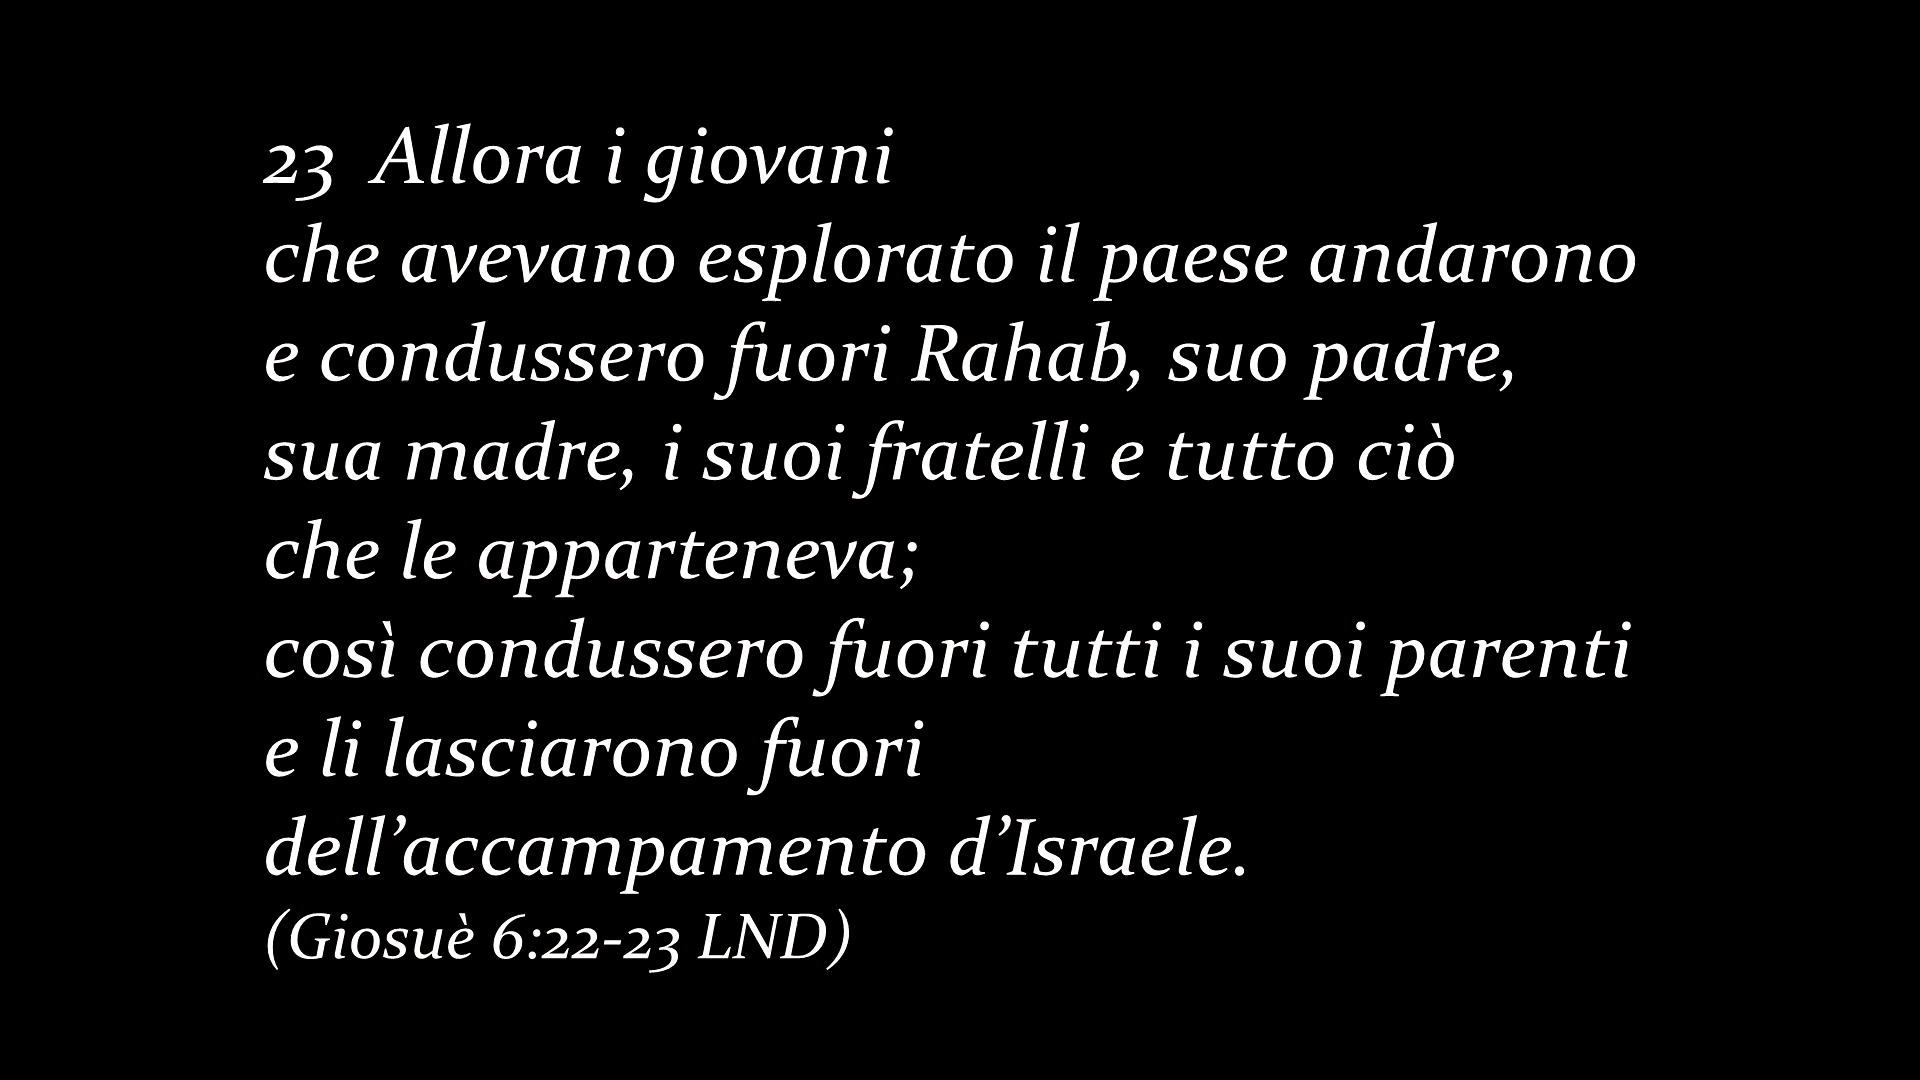 23  Allora i giovani
che avevano esplorato il paese andarono
e condussero fuori Rahab, suo padre,
sua madre, i suoi fratelli e tutto ciò
che le apparteneva;
così condussero fuori tutti i suoi parenti
e li lasciarono fuori
dell’accampamento d’Israele.
(Giosuè 6:22-23 LND)